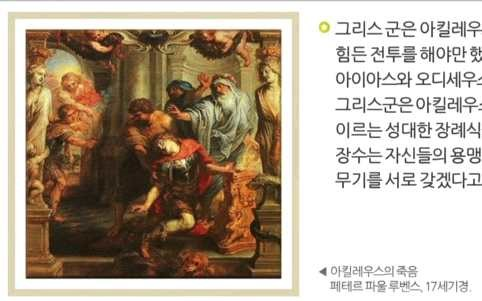 그리스 군은 아킬레우
힘든 전투를 해야만 했
아이아스와 오디세우스
그리스군은 아킬레우스
이르는 성대한 장례식
장수는 자신들의 용맹
무기를 서로 갖겠다고
◀ 아킬레우스의 죽음
페테르 파울 루벤스, 17세기경.